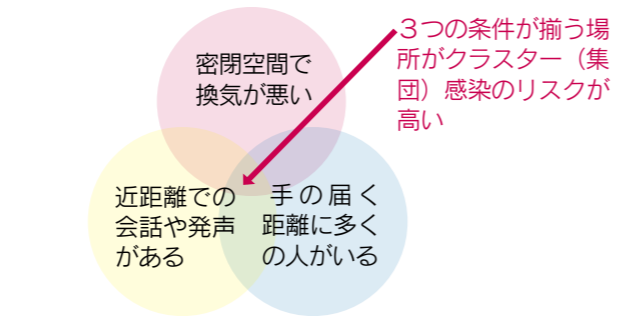 密閉空間で
換気が悪い
３つの条件が揃う場
所がクラスター（集
団）感染のリスクが
高い
近距離での
会話や発声
がある
手の届く
距離に多く
の人がいる